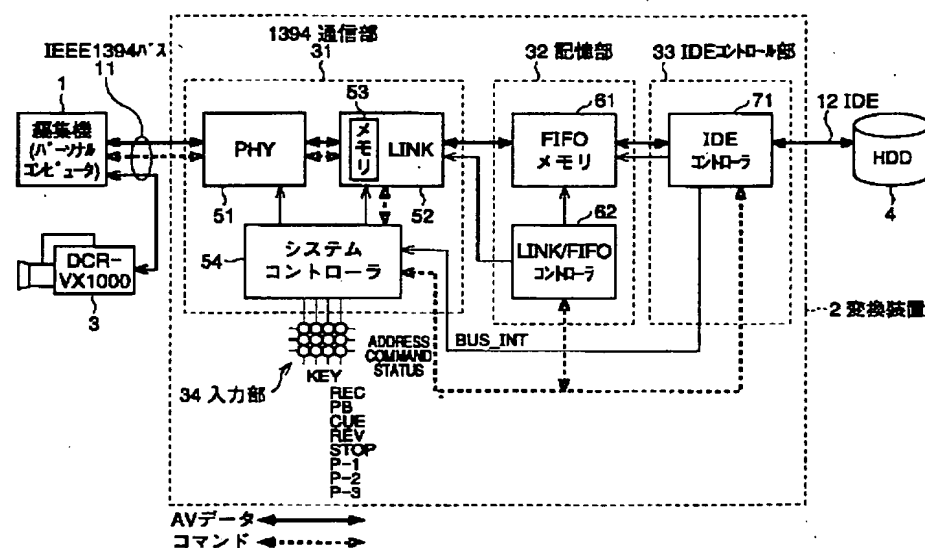 1394 通信部
31
IEEE1394バス
11
32 記憶部
33 IDEコントロール部
1
編集機
(パーソナル
コンピュータ)
PHY
51
53
メモリ
LINK
52
61
FIFO
メモリ
71
IDE
コントローラ
12 IDE
HDD
4
DCR-
VX1000
3
54
システム
コントローラ
62
LINK/FIFO
コントローラ
2 変換装置
BUS_INT
ADDRESS
COMMAND
STATUS
34 入力部
KEY
REC
PB
CUE
REV
STOP
P-1
P-2
P-3
AVデータ
コマンド